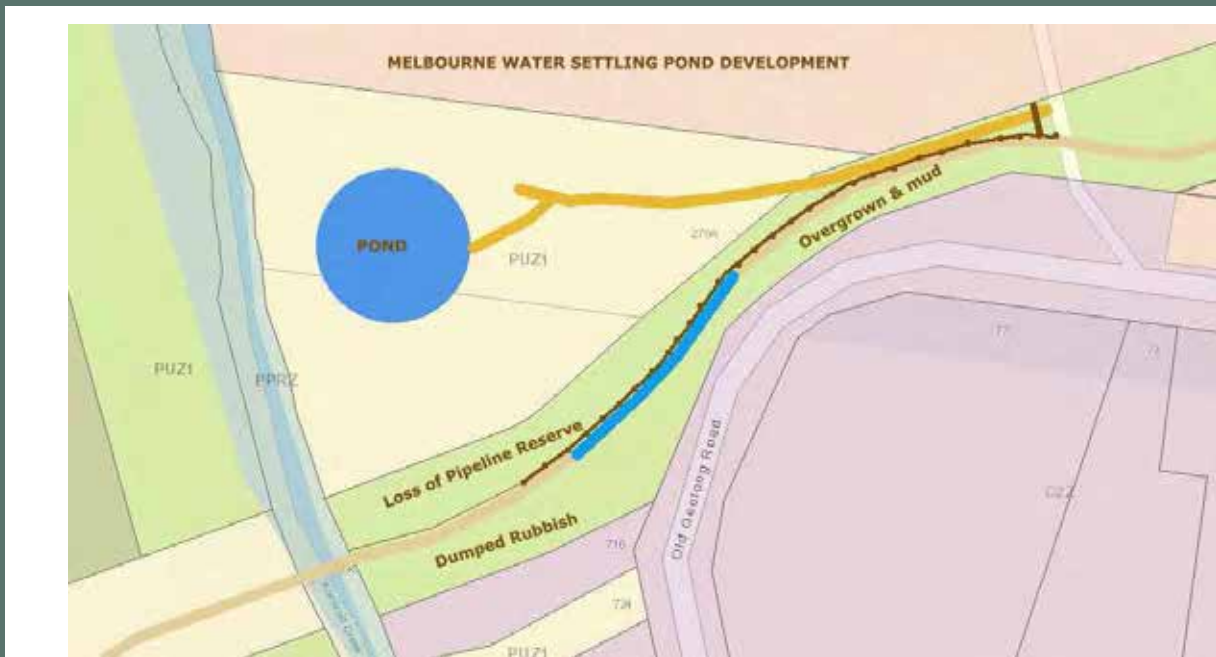 MELBOURNE WATER SETTLING POND DEVELOPMENT
Overgrown & mud
POND
PUZ1
PUZ1
PPRZ
Old Geelong Road
Loss of Pipeline Reserve
Dumped Rubbish
716
734
PUZ1